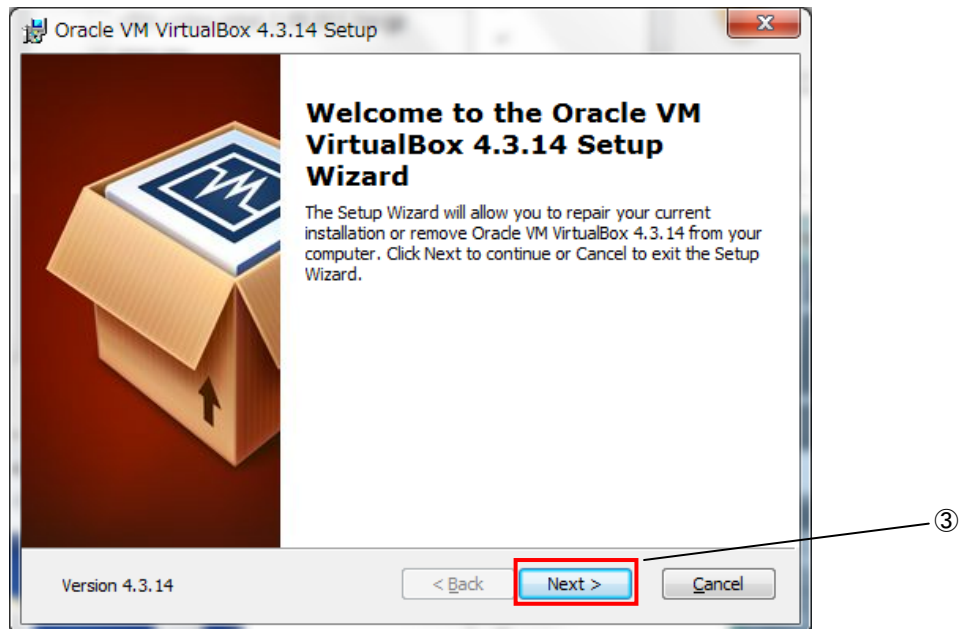 Oracle VM VirtualBox 4.3.14 Setup
Welcome to the Oracle VM
VirtualBox 4.3.14 Setup
Wizard
The Setup Wizard will allow you to repair your current
installation or remove Oracle VM VirtualBox 4.3.14 from your
computer. Click Next to continue or Cancel to exit the Setup
Wizard.
③
Version 4.3.14
< Back
Next >
Cancel